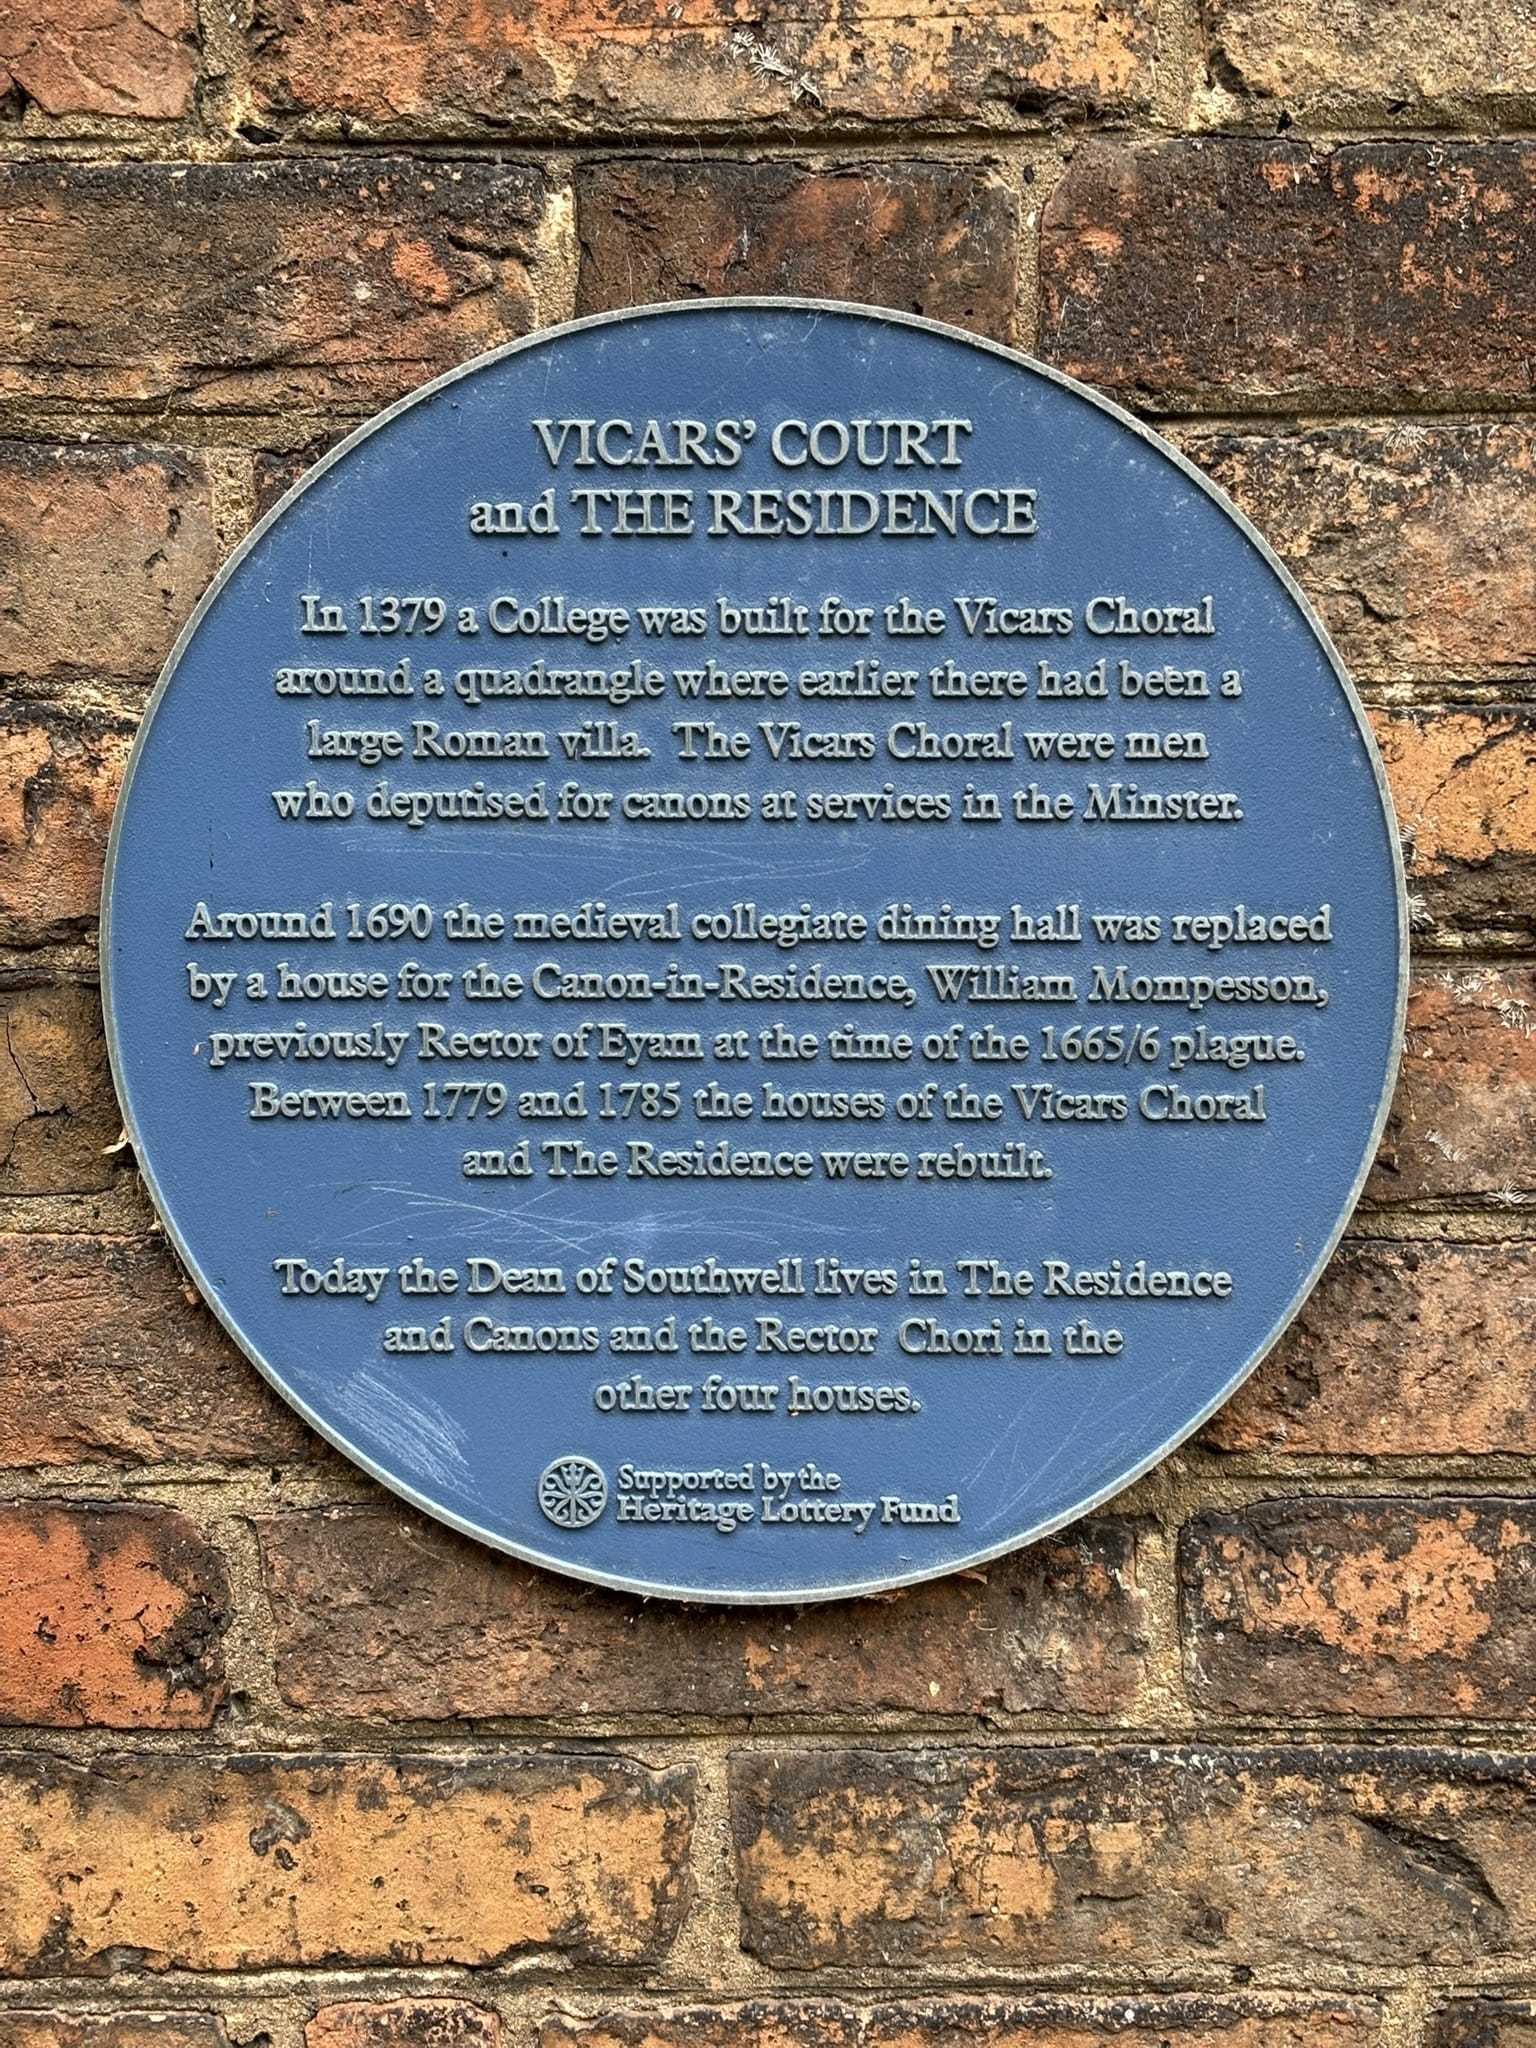 VICARS’ COURT
and THE RESIDENCE
In 1379 a College was built for the Vicars Choral
around a quadrangle where earlier there had been a
large Roman villa. The Vicars Choral were men
who deputised for canons at services in the Minster.
Around 1690 the medieval collegiate dining hall was replaced
by a house for the Canon-in-Residence, William Mompesson,
previously Rector of Eyam at the time of the 1665/6 plague.
Between 1779 and 1785 the houses of the Vicars Choral
and The Residence were rebuilt.
Today the Dean of Southwell lives in The Residence
and Canons and the Rector Chori in the
other four houses.
Supported by the
Heritage Lottery Fund